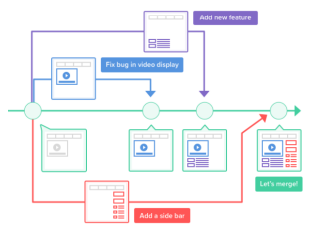 Add new feature
Fix bug in video display
Let's merge!
Add a side bar